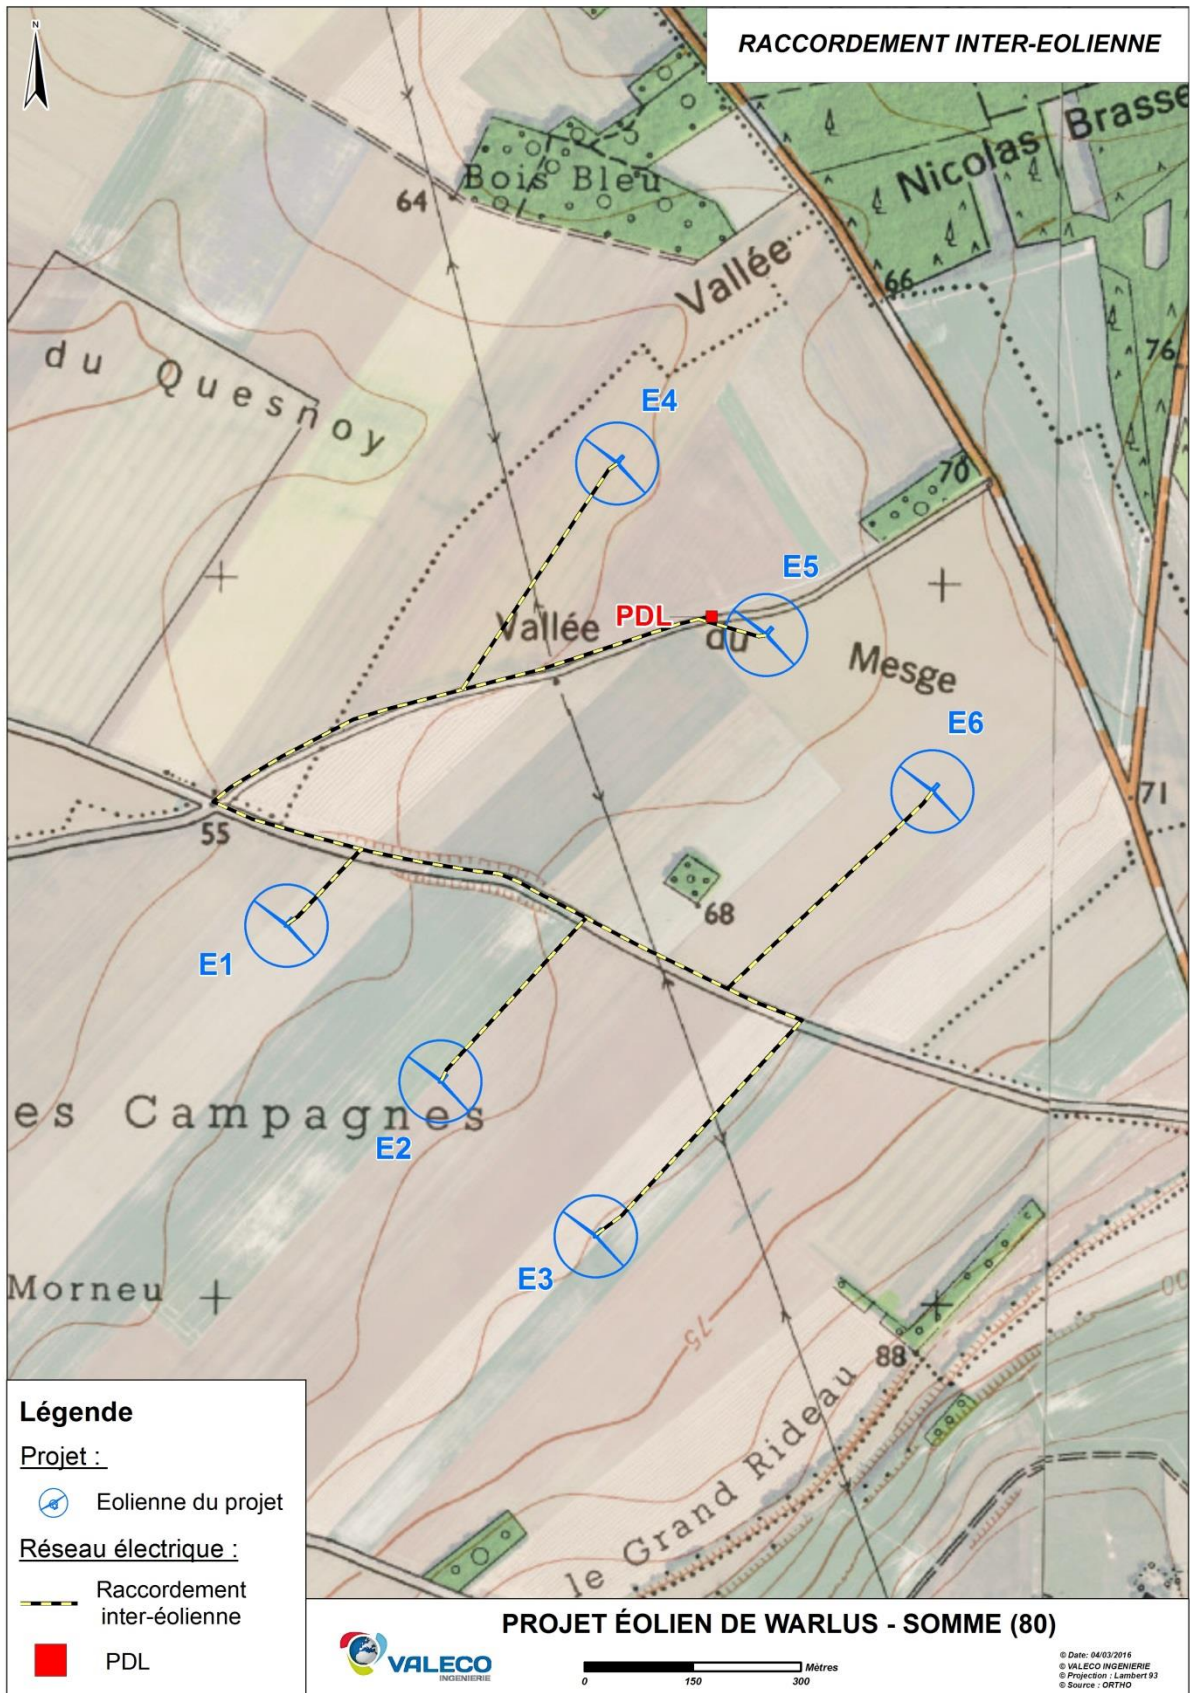 N
RACCORDEMENT INTER-EOLIENNE
Nicolas Brasse
Bois Bleu
64
Vallée
66
76
du Quesnoy
E4
70
E5
PDL
Vallée
du
Mesge
E6
71
55
68
E1
es Campagnes
E2
E3
Morneu
75
88
le Grand Rideau
Légende
Projet :
Eolienne du projet
Réseau électrique :
Raccordement
inter-éolienne
PDL
PROJET ÉOLIEN DE WARLUS - SOMME (80)
VALECO
INGENIERIE
0 150 300
Mètres
© Date: 04/03/2016
© VALECO INGENIERIE
© Projection : Lambert 93
© Source : ORTHO